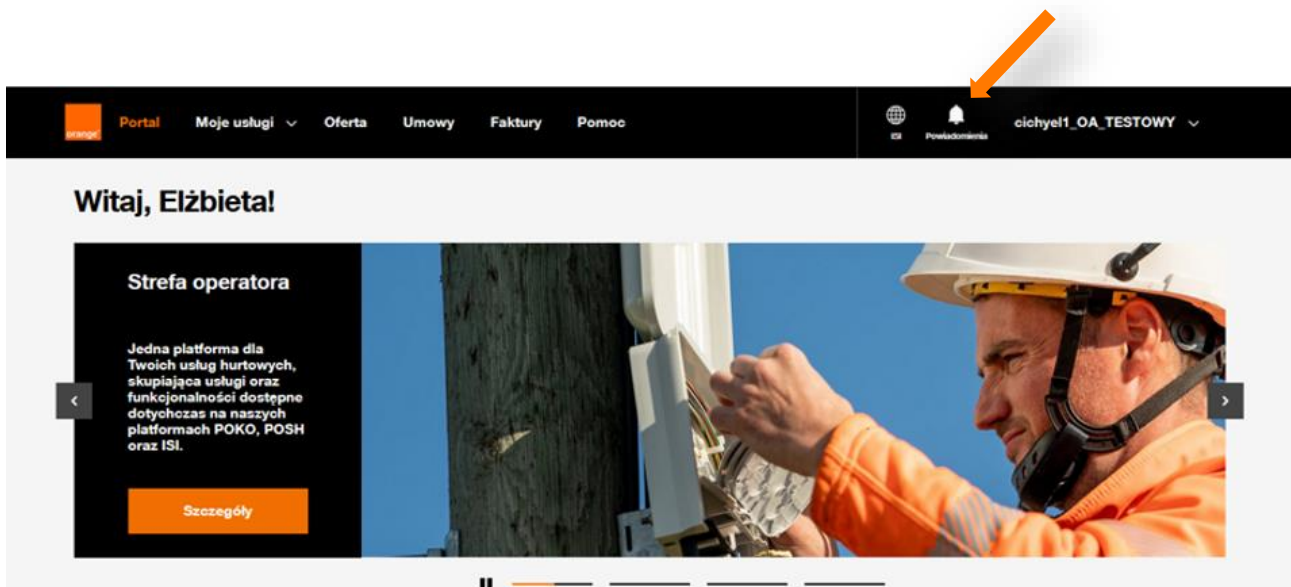 orange
Portal Moje usługi Oferta Umowy Faktury Pomoc ISI Powiadomienia cichyel1_OA_TESTOWY
Witaj, Elżbieta!
Strefa operatora
Jedna platforma dla
Twoich usług hurtowych,
skupiająca usługi oraz
funkcjonalności dostępne
dotychczas na naszych
platformach POKO, POSH
oraz ISI.
Szczegóły